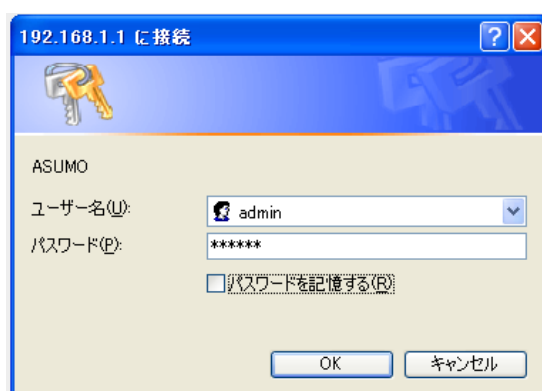 192.168.1.1 に接続
ASUMO
ユーザー名(U):
admin
パスワード(P):
******
パスワードを記憶する(R)
OK
キャンセル